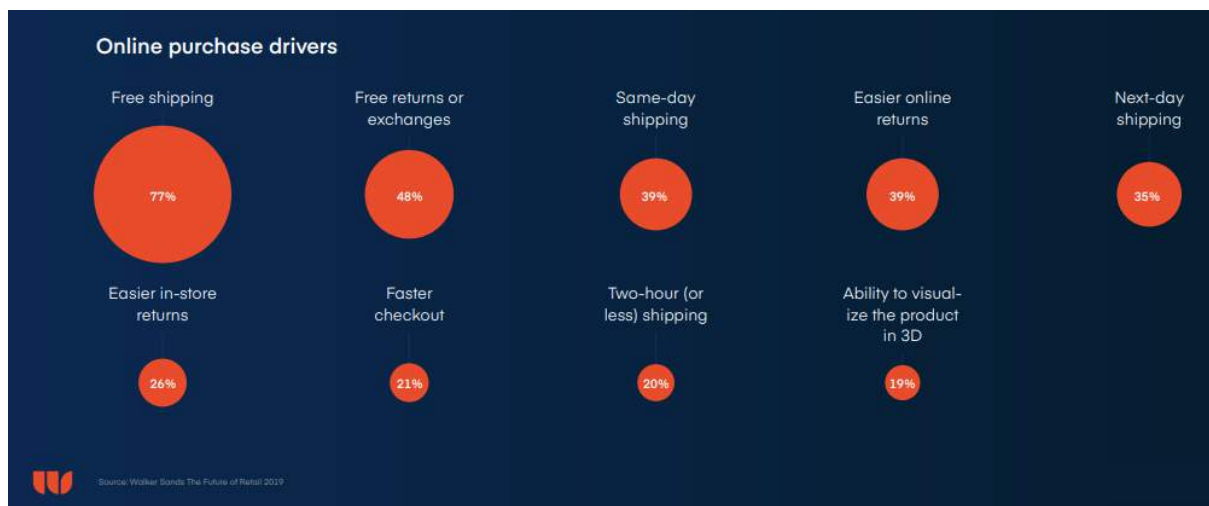 Online purchase drivers
Free shipping
77%
Free returns or
exchanges
48%
Same-day
shipping
39%
Easier online
returns
39%
Next-day
shipping
35%
Easier in-store
returns
26%
Faster
checkout
21%
Two-hour (or
less) shipping
20%
Ability to visual-
ize the product
in 3D
19%
Source: Walker Sands The Future of Retail 2019